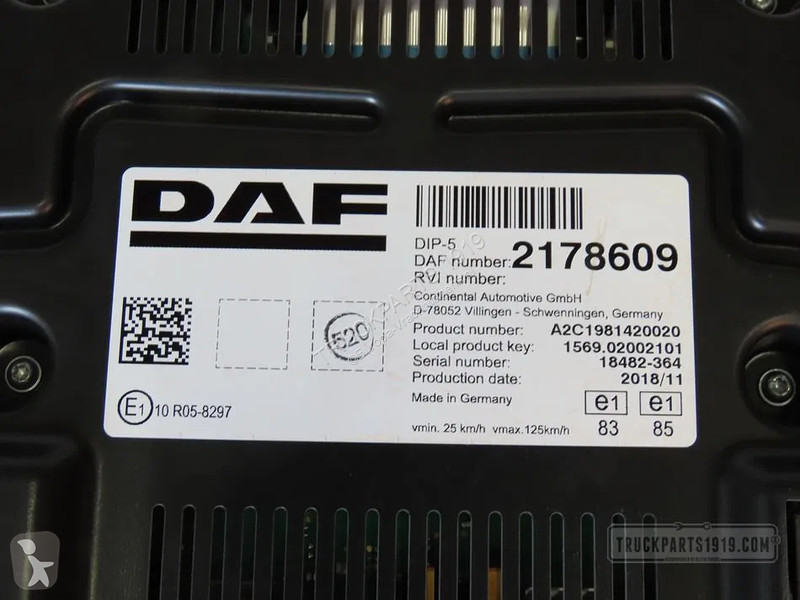 DAF
DIP-5
DAF number: 2178609
RVI number:
Continental Automotive GmbH
D-78052 Villingen - Schwenningen, Germany
Product number: A2C1981420020
Local product key: 1569.02002101
Serial number: 18482-364
Production date: 2018/11
Made in Germany
e1 e1
83 85
vmin. 25 km/h vmax.125km/h
520
E1 10 R05-8297
TRUCKPARTS1919.COM